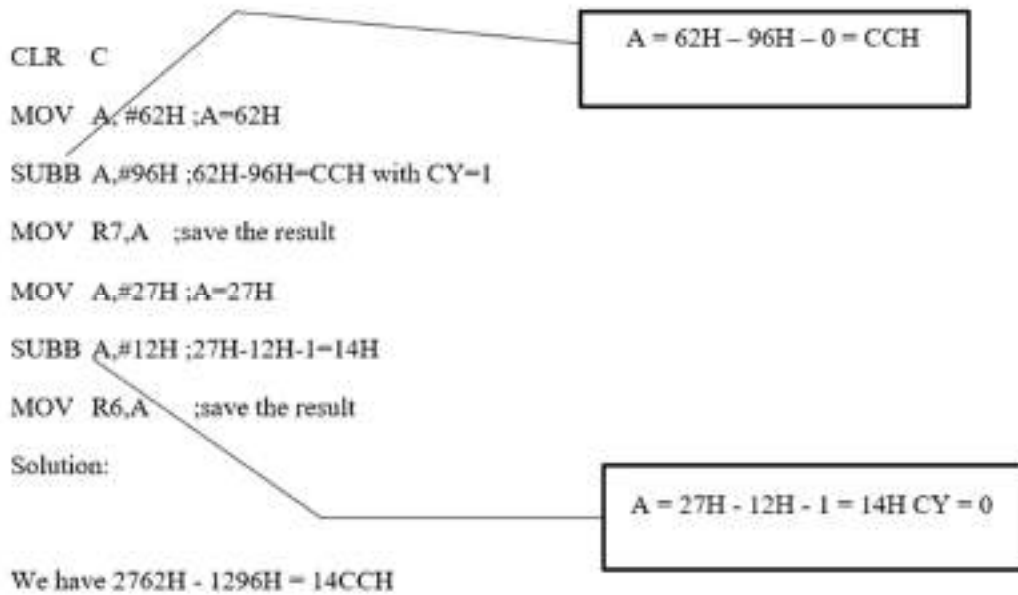 A = 62H – 96H – 0 = CCH
CLR C
MOV A, #62H ;A=62H
SUBB A,#96H ;62H-96H=CCH with CY=1
MOV R7,A ;save the result
MOV A,#27H ;A=27H
SUBB A,#12H ;27H-12H-1=14H
MOV R6,A ;save the result
Solution:
A = 27H - 12H - 1 = 14H CY = 0
We have 2762H - 1296H = 14CCH